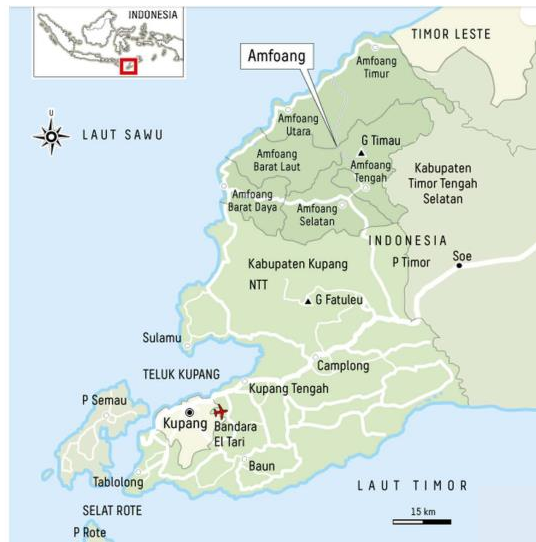 INDONESIA
TIMOR LESTE
Amfoang
Amfoang
Timur
U
LAUT SAWU
Amfoang
Utara
G Timau
Amfoang
Barat Laut
Amfoang
Tengah
Kabupaten
Timor Tengah
Selatan
Amfoang
Barat Daya
Amfoang
Selatan
INDONESIA
P Timor
Soe
Kabupaten Kupang
NTT
G Fatuleu
Sulamu
TELUK KUPANG
Camplong
Kupang Tengah
P Semau
Kupang
Bandara
El Tari
Baun
Tablolong
LAUT TIMOR
SELAT ROTE
15 km
P Rote